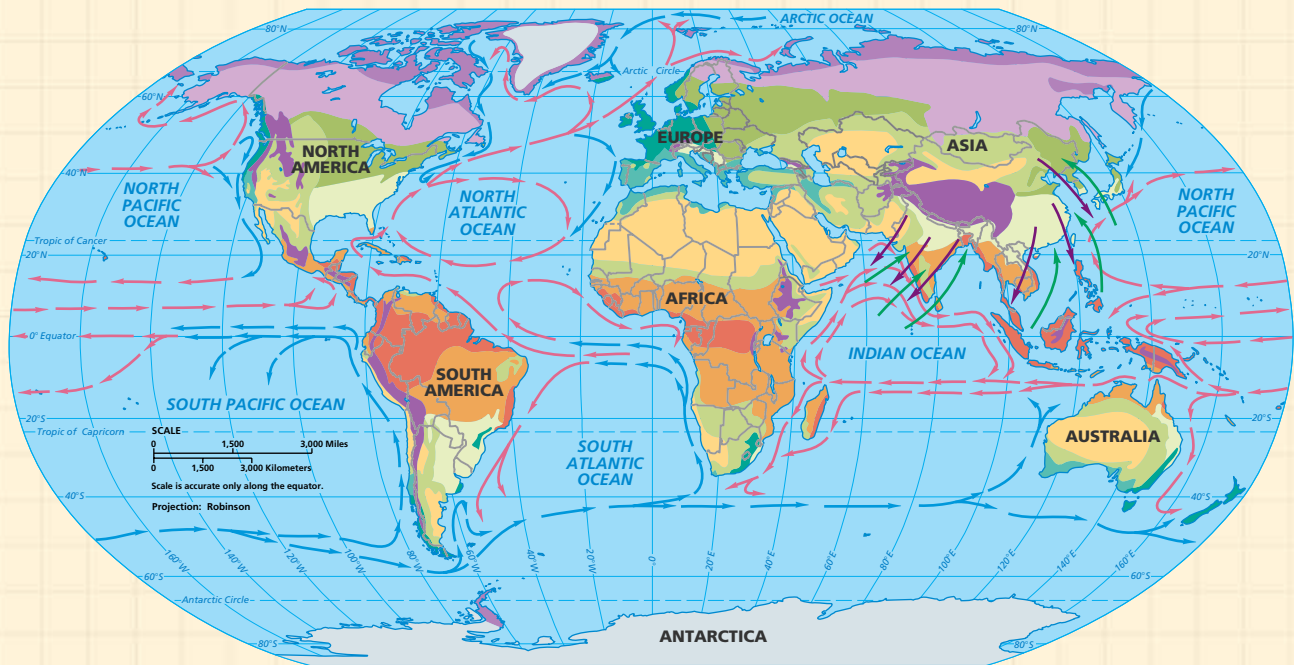 ARCTIC OCEAN
80°N
80°N
Arctic Circle
60°N
60°N
NORTH
AMERICA
EUROPE
ASIA
40°N
40°N
NORTH
PACIFIC
OCEAN
NORTH
ATLANTIC
OCEAN
NORTH
PACIFIC
OCEAN
Tropic of Cancer
20°N
20°N
AFRICA
0° Equator
0°
INDIAN OCEAN
SOUTH
AMERICA
SOUTH PACIFIC OCEAN
20°S
20°S
Tropic of Capricorn
AUSTRALIA
SOUTH
ATLANTIC
OCEAN
SCALE
0 1,500 3,000 Miles
0 1,500 3,000 Kilometers
Scale is accurate only along the equator.
Projection: Robinson
40°S
40°S
160°W
140°W
120°W
100°W
80°W
60°W
40°W
20°W
0°
20°E
40°E
60°E
80°E
100°E
120°E
140°E
160°E
60°S
60°S
Antarctic Circle
ANTARCTICA
80°S
80°S